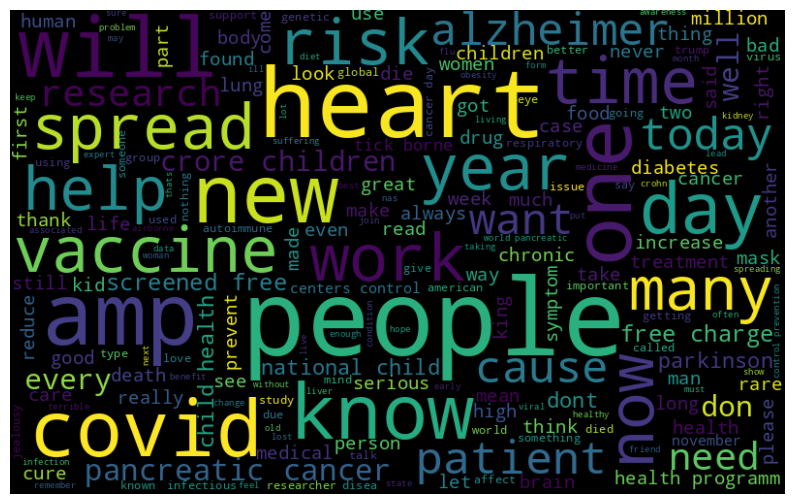 human sure support genetic use awareness million
problem may part come found children thing never bad virus
will body risk alzheimer time well
look global die women better flu trump month
research lung diet ill form said right
first keep lot obesity eye
heart
spread living got cancer day food going two
suffering drug case respiratory kidney
using expert someone group tick borne
crore children year one today
help thats nothing new best great issue say crohn medicine lead diabetes cancer
thank life used autoimmune nas join make always week much want put day another
associated airborne data woman made even read chronic increase mask
vaccine work world pancreatic taking way treatment spreading
still kid screened free centers control give american take important getting
reduce amp people symptom king many often
prevent enough condition hope free charge called control prevention
good type next love live national child cause now parkinson
every death benefit see without mind serious early man must show rare
care really child health liver mean dont don
terrible change study due know high think long health please
jealousy covid old lost viral healthy world died november need
person something friend
cure infection pancreatic cancer medical talk patient
remember known infectious feel researcher disea state let affect brain health programm